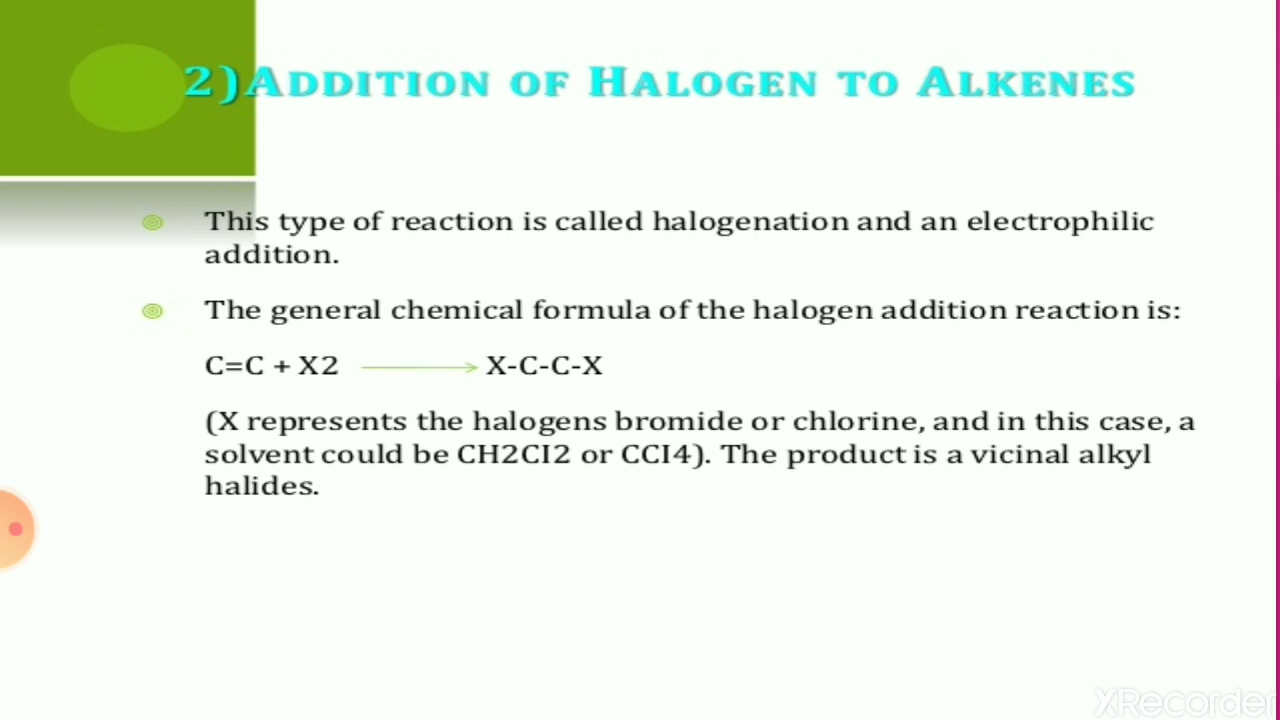 2) ADDITION OF HALOGEN TO ALKENES
This type of reaction is called halogenation and an electrophilic
addition.
The general chemical formula of the halogen addition reaction is:
C=C + X2 ⟶ X-C-C-X
(X represents the halogens bromide or chlorine, and in this case, a
solvent could be CH2CI2 or CCI4). The product is a vicinal alkyl
halides.
XRecorder